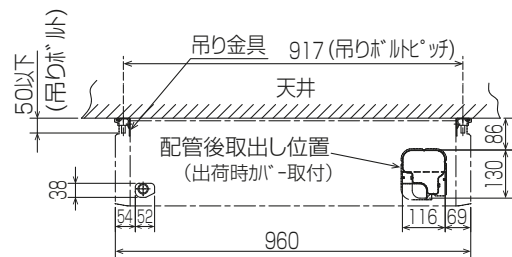 吊り金具
917(吊りボルトピッチ)
50以下
(吊りボルト)
天井
86
配管後取出し位置
(出荷時カバー取付)
130
38
54
52
116
69
960